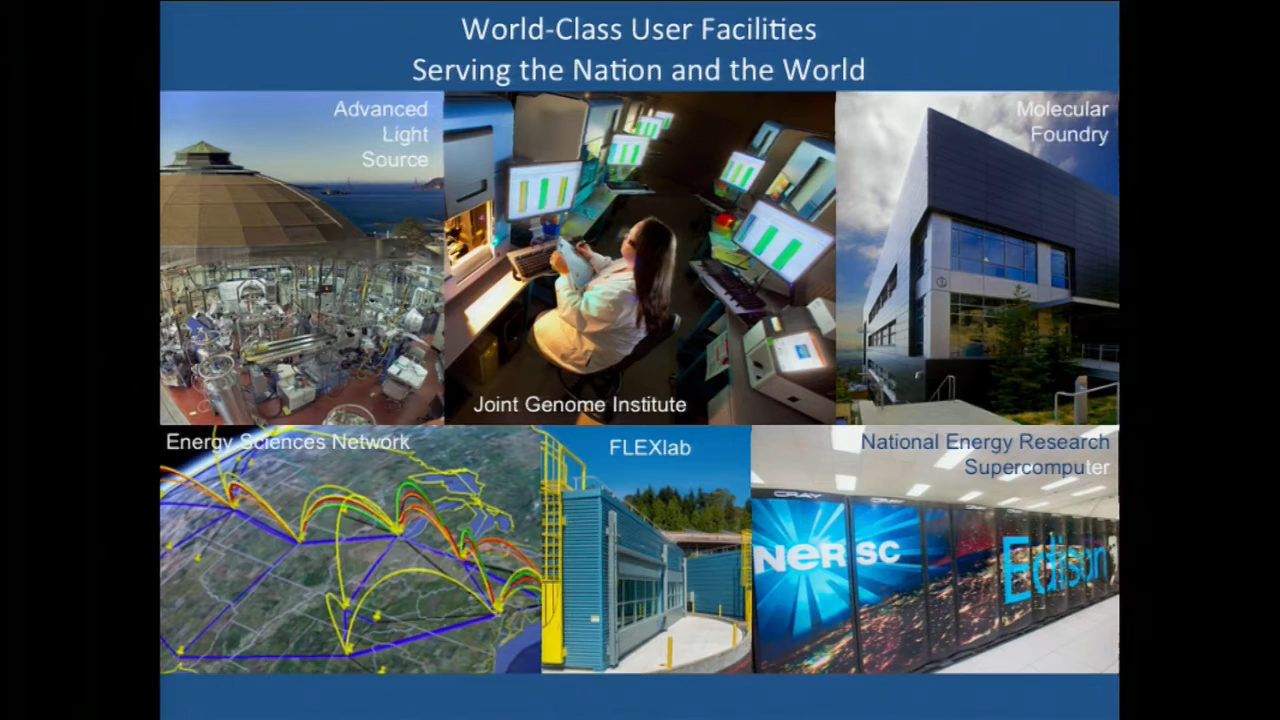 World-Class User Facilities
Serving the Nation and the World
Advanced
Light
Source
Joint Genome Institute
Molecular
Foundry
Energy Sciences Network
FLEXlab
National Energy Research
Supercomputer
CRAY
NERSC
Edison